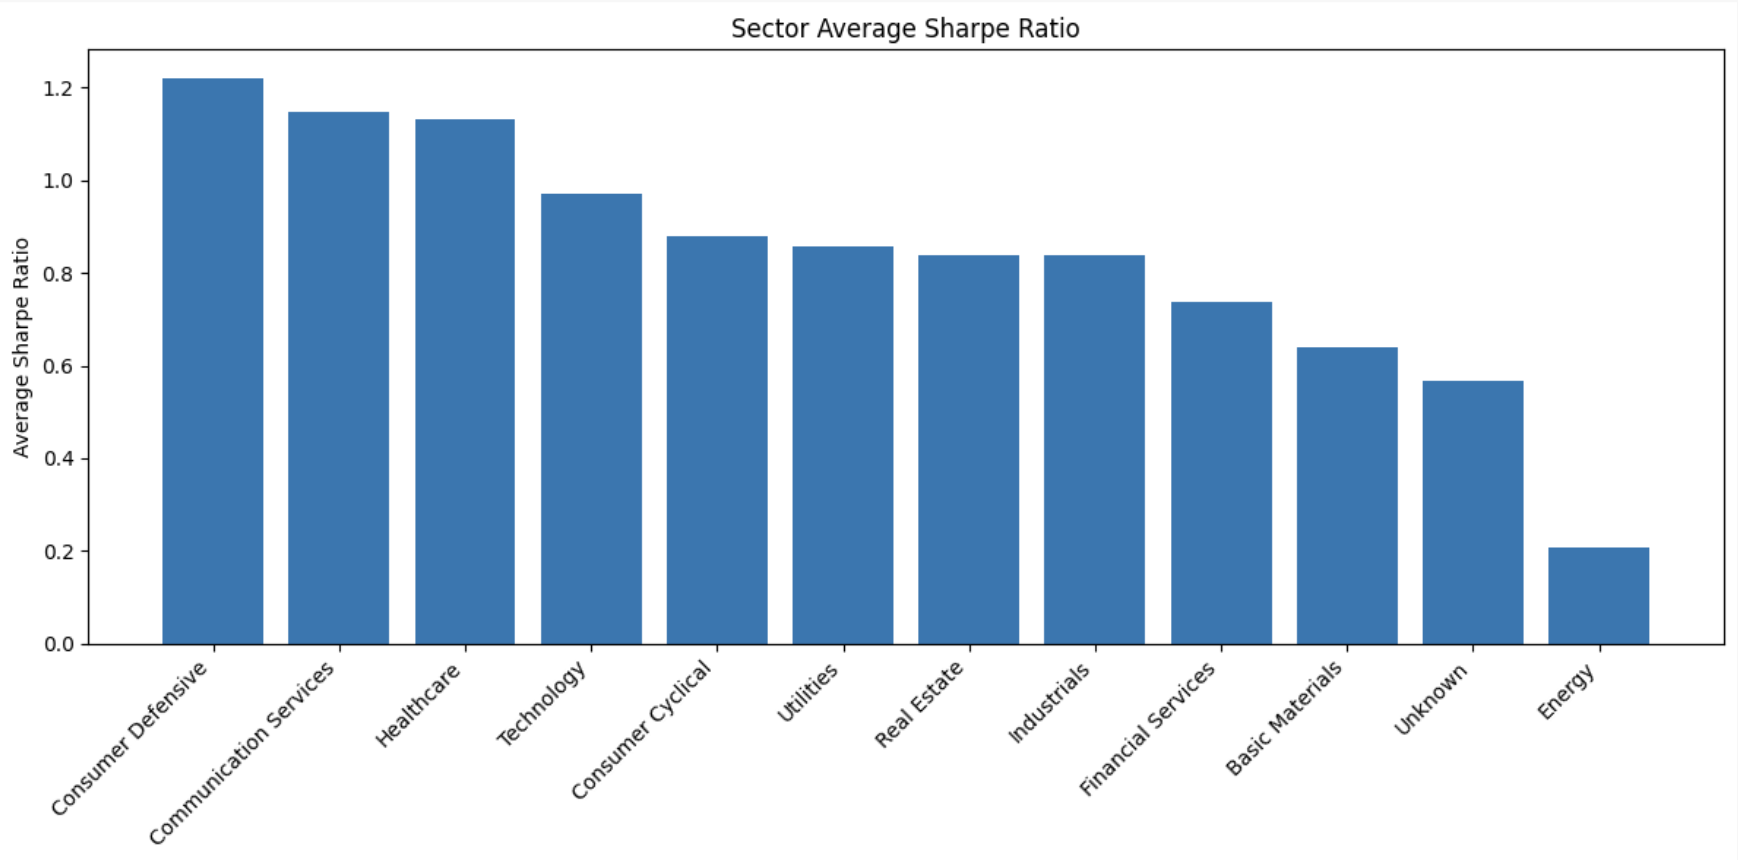 Sector Average Sharpe Ratio
Average Sharpe Ratio
1.2
1.0
0.8
0.6
0.4
0.2
0.0
Consumer Defensive
Communication Services
Healthcare
Technology
Consumer Cyclical
Utilities
Real Estate
Industrials
Financial Services
Basic Materials
Unknown
Energy